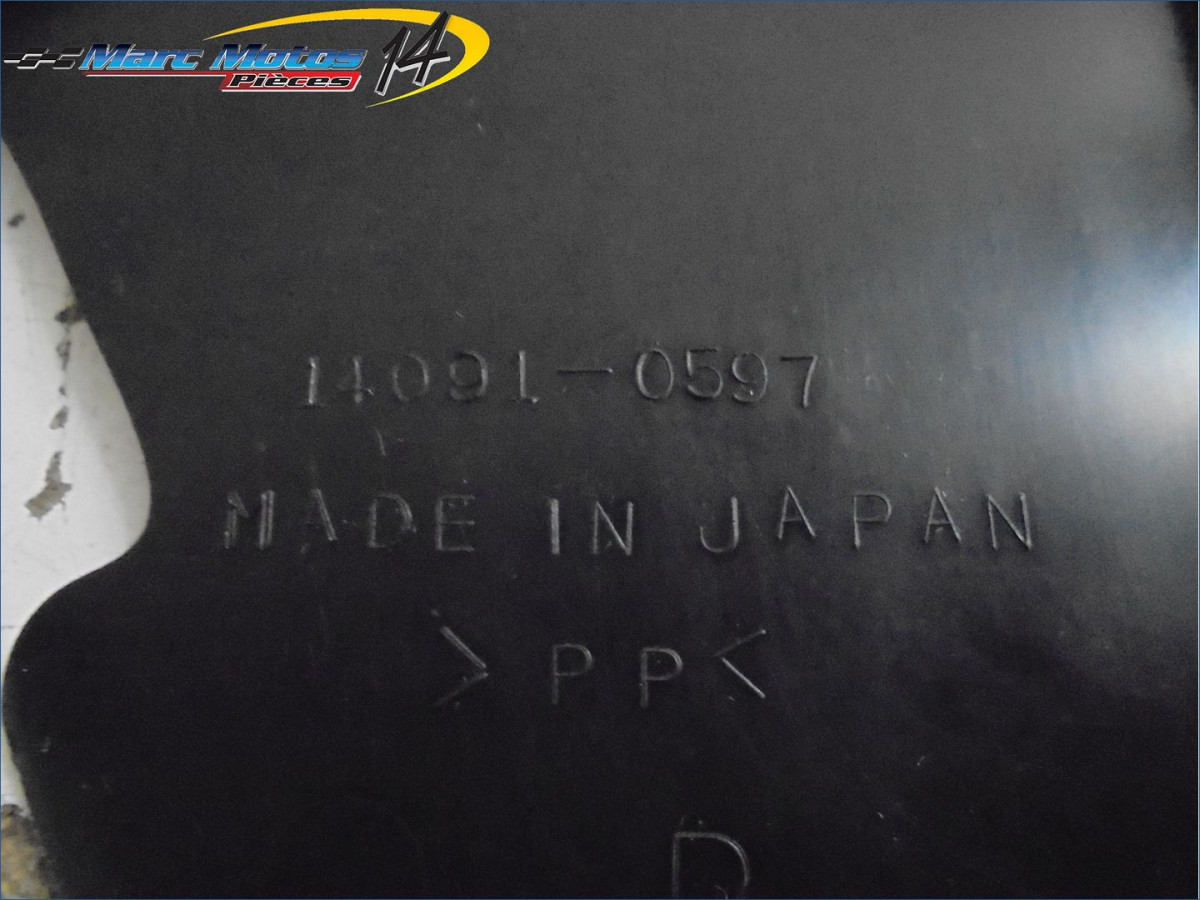 Marc Motos 14
Pièces
14091-0597
MADE IN JAPAN
>PP<